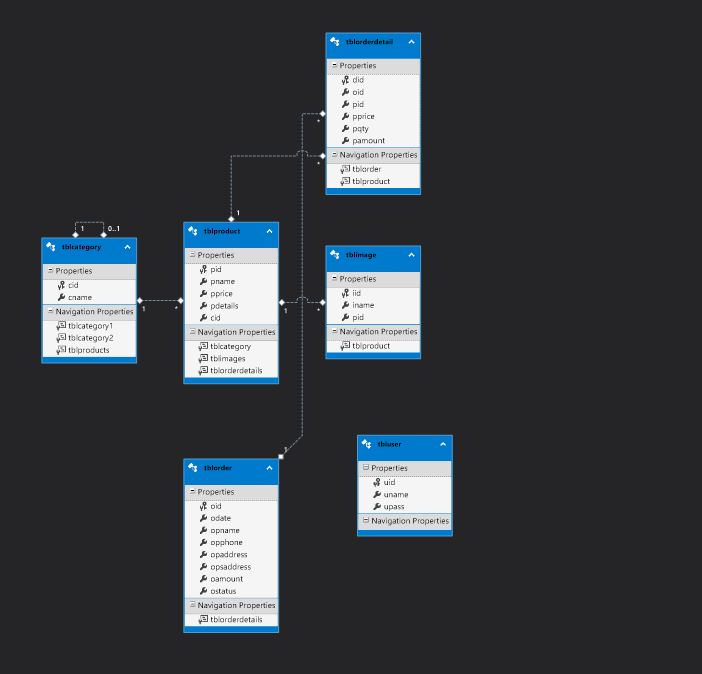 tblorderdetail
Properties
did
oid
pid
pprice
pqty
pamount
Navigation Properties
tblorder
tblproduct
*
*
1
1
0..1
tblcategory
Properties
cid
cname
Navigation Properties
tblcategory1
tblcategory2
tblproducts
1
*
tblproduct
Properties
pid
pname
pprice
pdetails
cid
Navigation Properties
tblcategory
tblimages
tblorderdetails
1
*
tblimage
Properties
iid
iname
pid
Navigation Properties
tblproduct
1
tblorder
Properties
oid
odate
opname
opphone
opaddress
opsaddress
oamount
ostatus
Navigation Properties
tblorderdetails
tbluser
Properties
uid
uname
upass
Navigation Properties